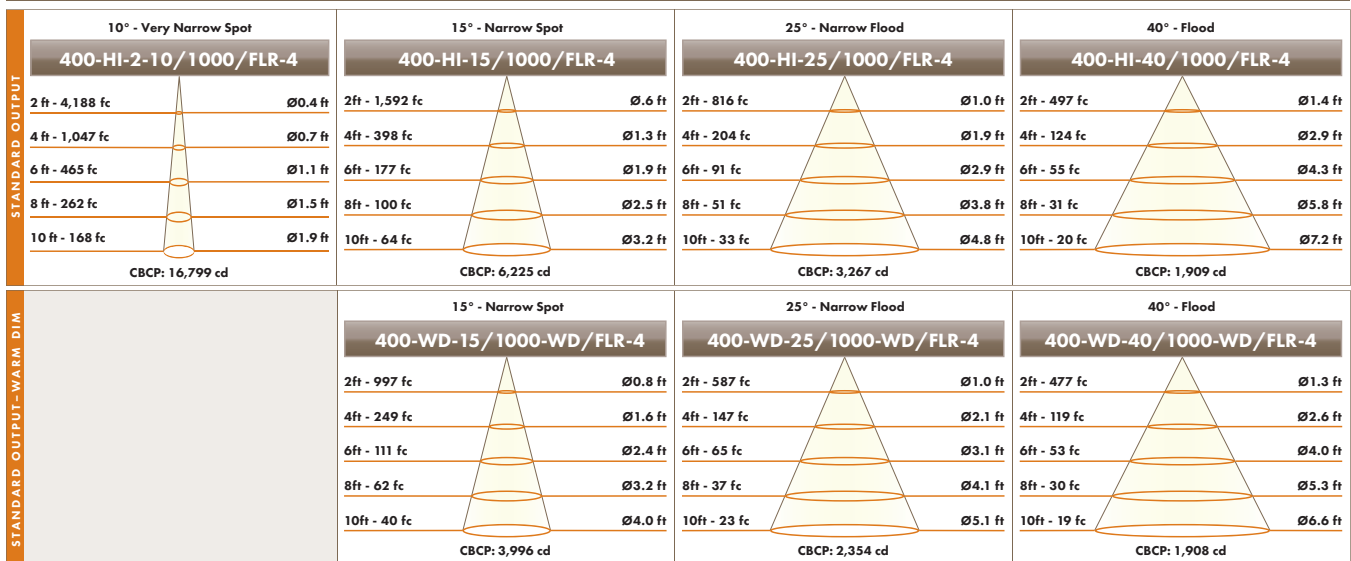 STANDARD OUTPUT
10° - Very Narrow Spot
400-HI-2-10/1000/FLR-4
2 ft - 4,188 fc Ø0.4 ft
4 ft - 1,047 fc Ø0.7 ft
6 ft - 465 fc Ø1.1 ft
8 ft - 262 fc Ø1.5 ft
10 ft - 168 fc Ø1.9 ft
CBCP: 16,799 cd
15° - Narrow Spot
400-HI-15/1000/FLR-4
2ft - 1,592 fc Ø.6 ft
4ft - 398 fc Ø1.3 ft
6ft - 177 fc Ø1.9 ft
8ft - 100 fc Ø2.5 ft
10ft - 64 fc Ø3.2 ft
CBCP: 6,225 cd
25° - Narrow Flood
400-HI-25/1000/FLR-4
2ft - 816 fc Ø1.0 ft
4ft - 204 fc Ø1.9 ft
6ft - 91 fc Ø2.9 ft
8ft - 51 fc Ø3.8 ft
10ft - 33 fc Ø4.8 ft
CBCP: 3,267 cd
40° - Flood
400-HI-40/1000/FLR-4
2ft - 497 fc Ø1.4 ft
4ft - 124 fc Ø2.9 ft
6ft - 55 fc Ø4.3 ft
8ft - 31 fc Ø5.8 ft
10ft - 20 fc Ø7.2 ft
CBCP: 1,909 cd
STANDARD OUTPUT–WARM DIM
15° - Narrow Spot
400-WD-15/1000-WD/FLR-4
2ft - 997 fc Ø0.8 ft
4ft - 249 fc Ø1.6 ft
6ft - 111 fc Ø2.4 ft
8ft - 62 fc Ø3.2 ft
10ft - 40 fc Ø4.0 ft
CBCP: 3,996 cd
25° - Narrow Flood
400-WD-25/1000-WD/FLR-4
2ft - 587 fc Ø1.0 ft
4ft - 147 fc Ø2.1 ft
6ft - 65 fc Ø3.1 ft
8ft - 37 fc Ø4.1 ft
10ft - 23 fc Ø5.1 ft
CBCP: 2,354 cd
40° - Flood
400-WD-40/1000-WD/FLR-4
2ft - 477 fc Ø1.3 ft
4ft - 119 fc Ø2.6 ft
6ft - 53 fc Ø4.0 ft
8ft - 30 fc Ø5.3 ft
10ft - 19 fc Ø6.6 ft
CBCP: 1,908 cd